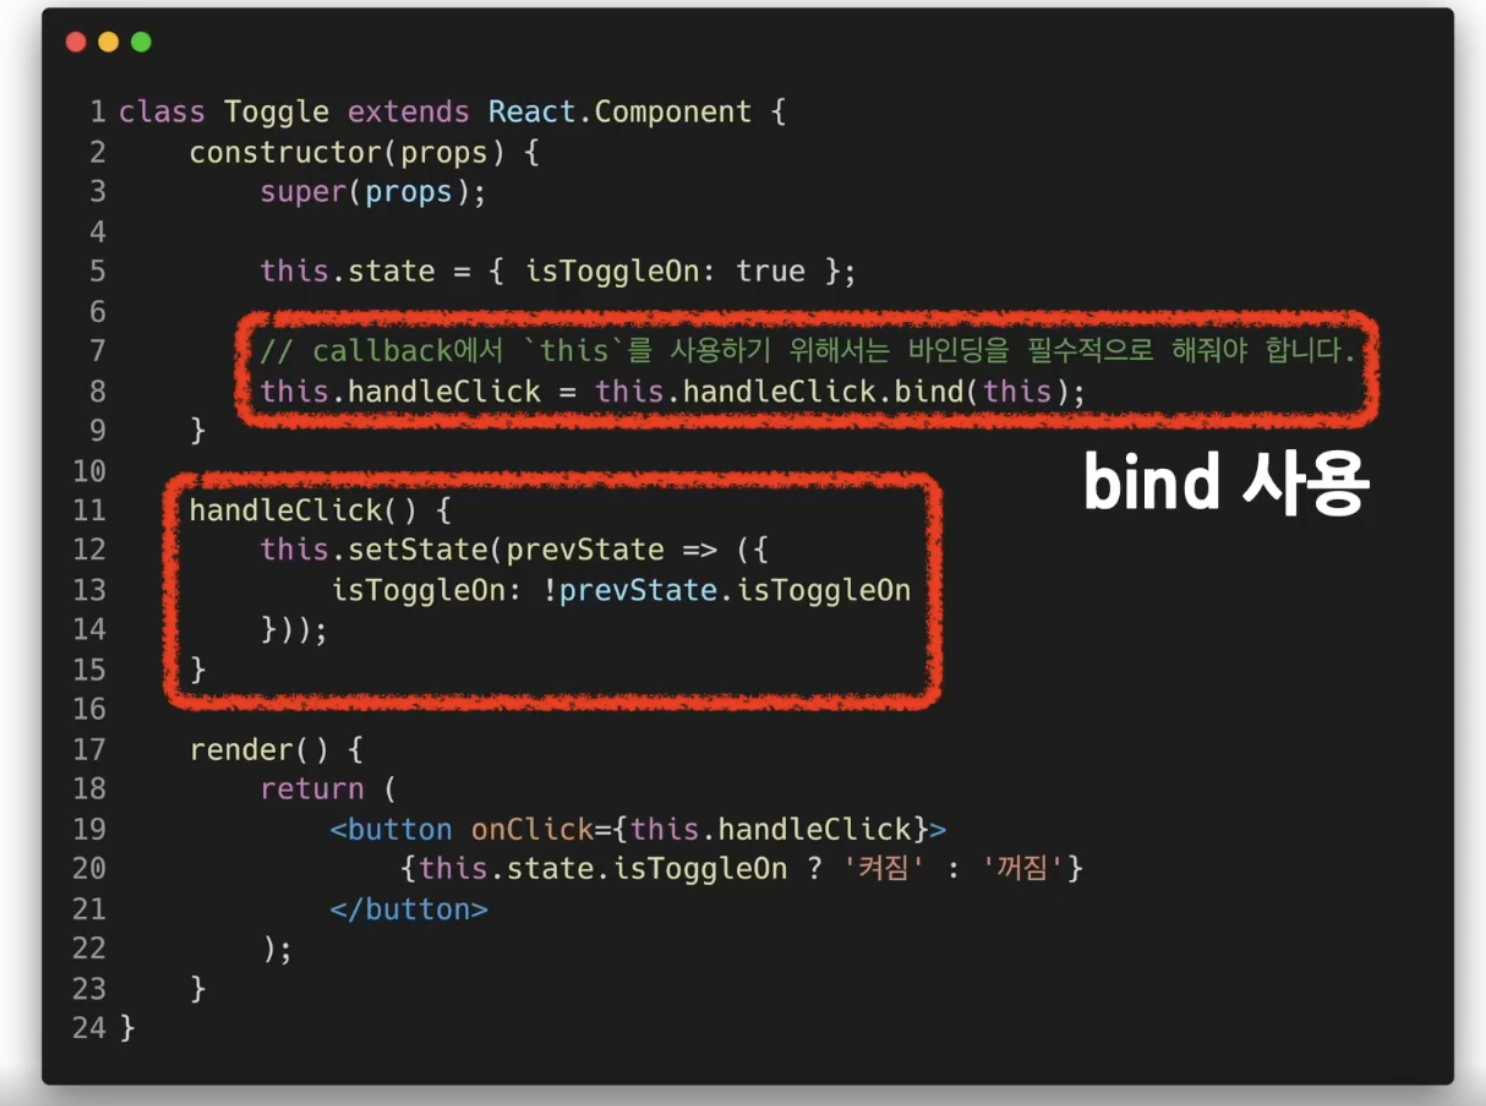 1 class Toggle extends React.Component {
2     constructor(props) {
3         super(props);
4
5         this.state = { isToggleOn: true };
6
7         // callback에서 `this`를 사용하기 위해서는 바인딩을 필수적으로 해줘야 합니다.
8         this.handleClick = this.handleClick.bind(this);
9     }
bind 사용
10
11     handleClick() {
12         this.setState(prevState => ({
13             isToggleOn: !prevState.isToggleOn
14         }));
15     }
16
17     render() {
18         return (
19             <button onClick={this.handleClick}>
20                 {this.state.isToggleOn ? '켜짐' : '꺼짐'}
21             </button>
22         );
23     }
24 }